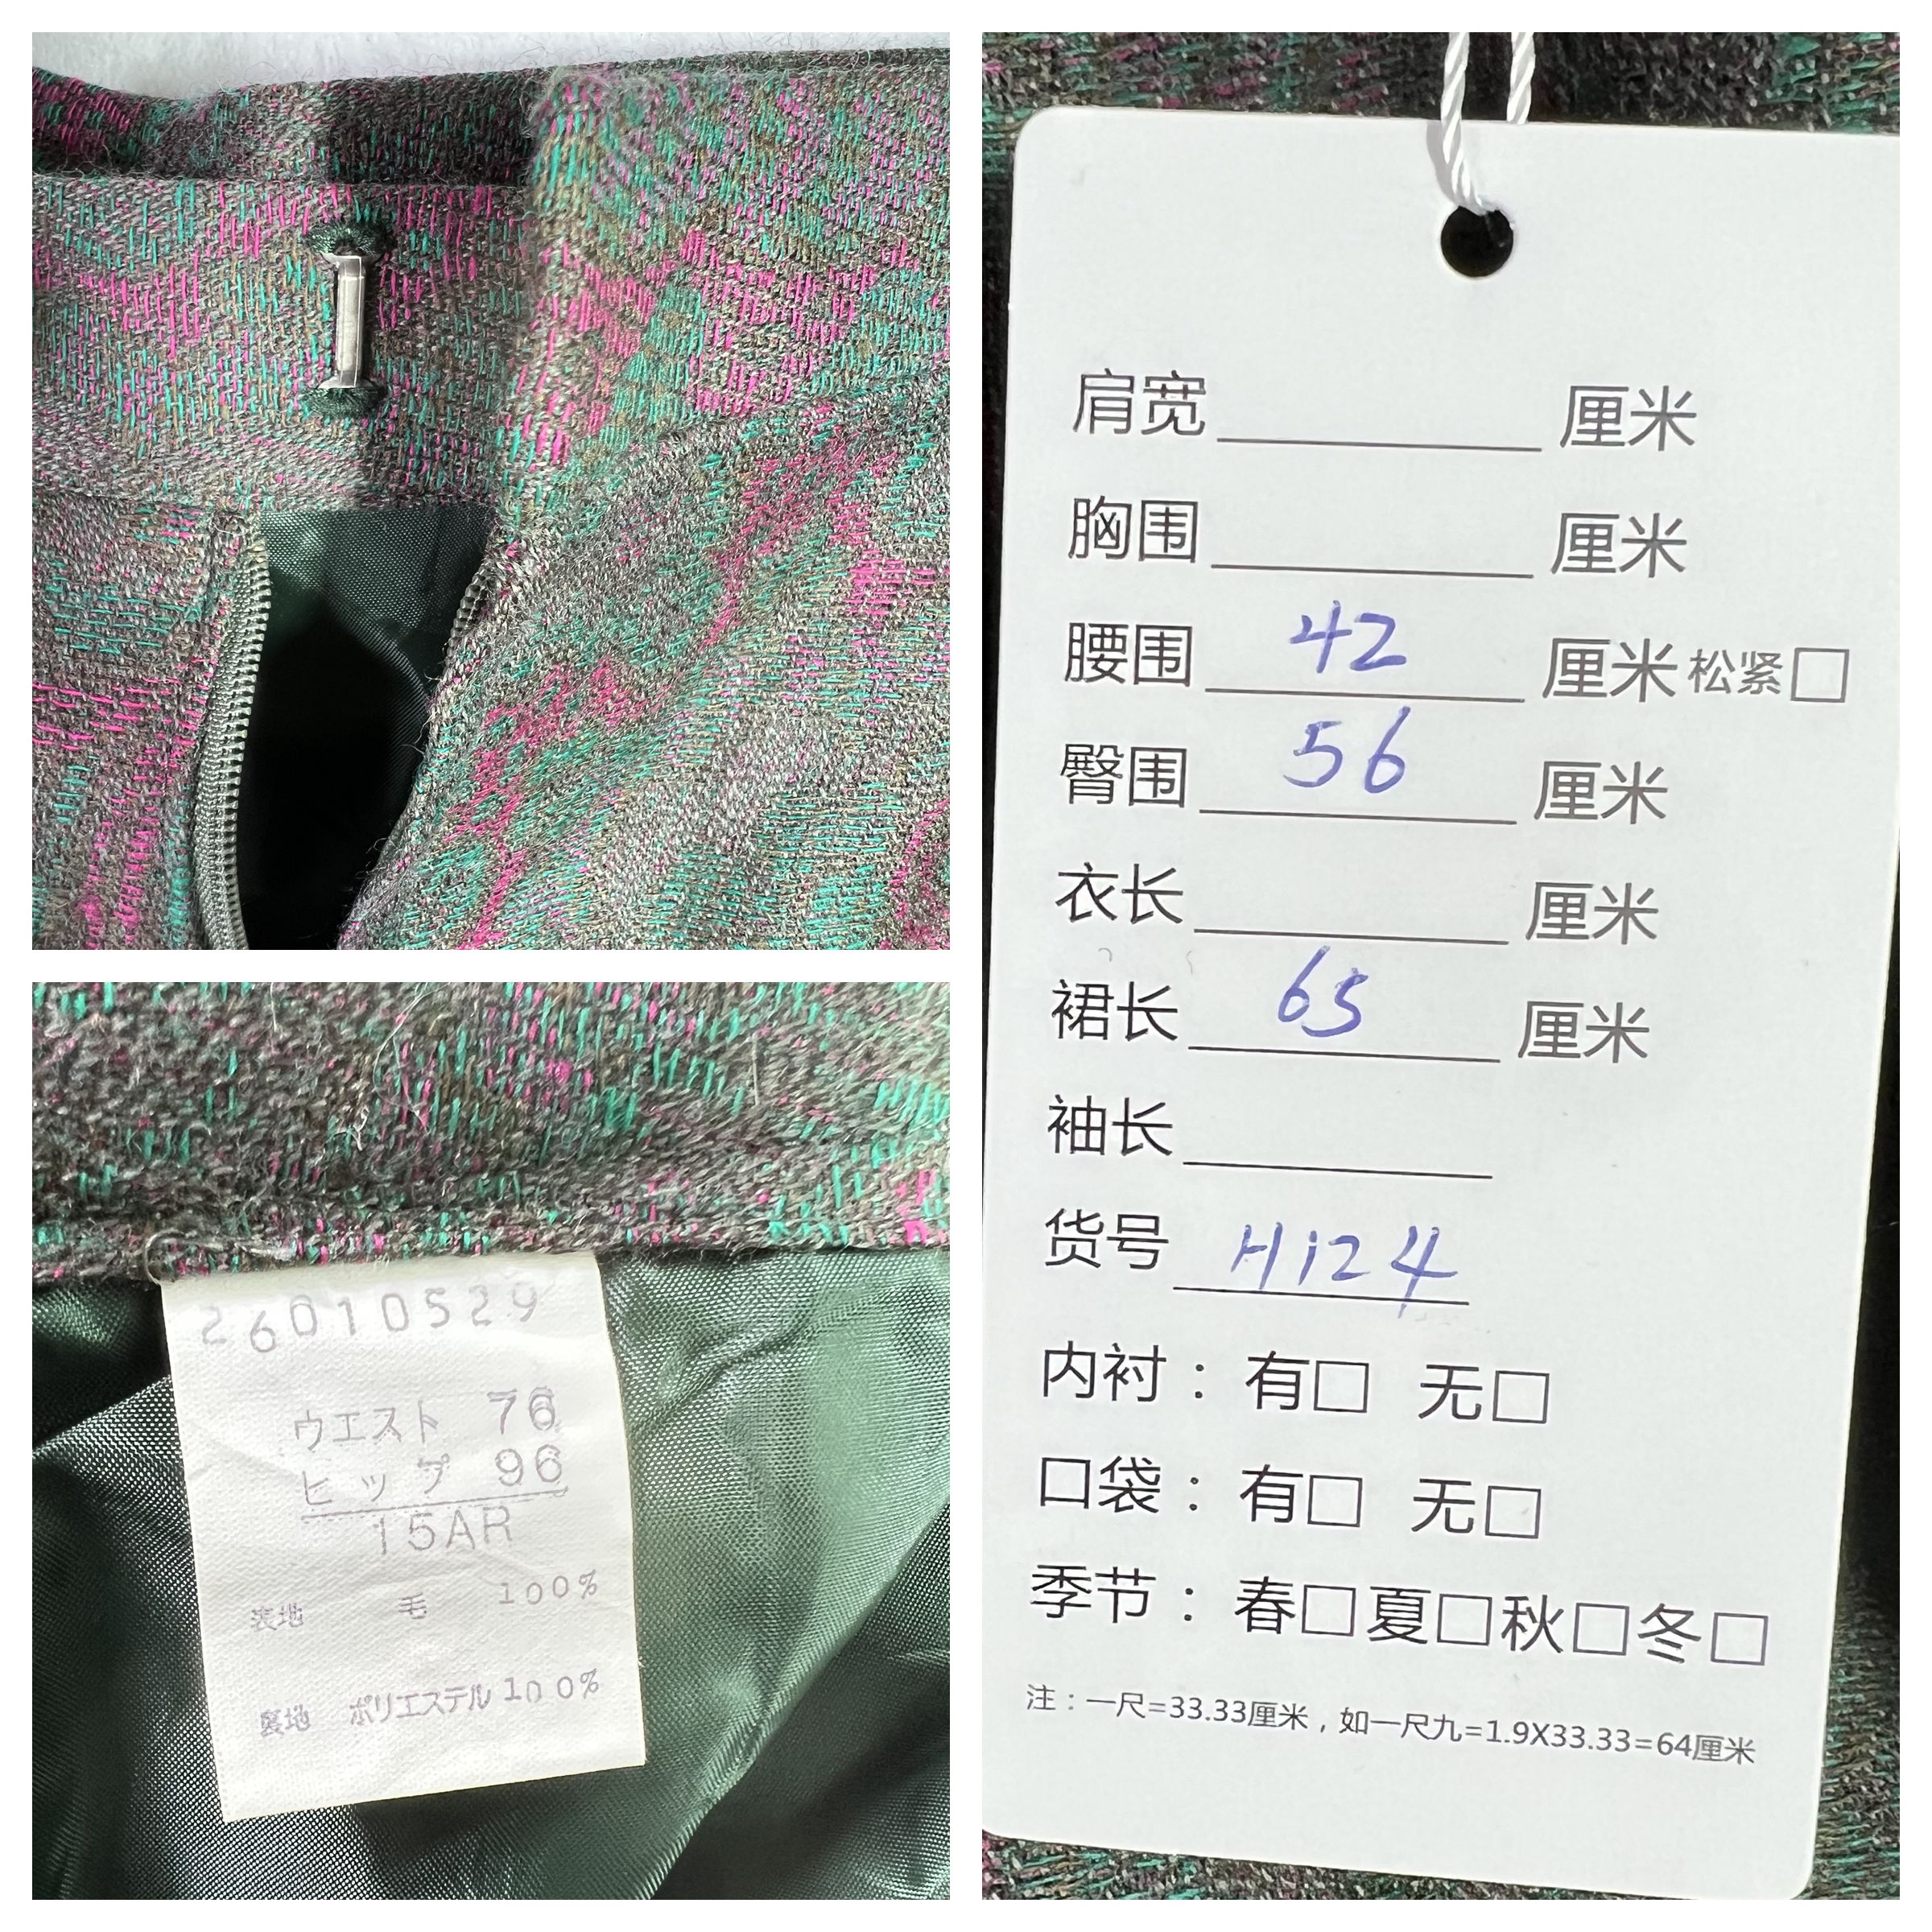 26010529
ウエスト 76
ヒップ 96
15AR
表地 毛 100%
裏地 ポリエステル100%
肩宽 厘米
胸围 厘米
腰围 42 厘米 松紧□
臀围 56 厘米
衣长 厘米
裙长 65 厘米
袖长
货号 H124
内衬：有□ 无□
口袋：有□ 无□
季节：春□夏□秋□冬□
注：一尺=33.33厘米，如一尺九=1.9X33.33=64厘米